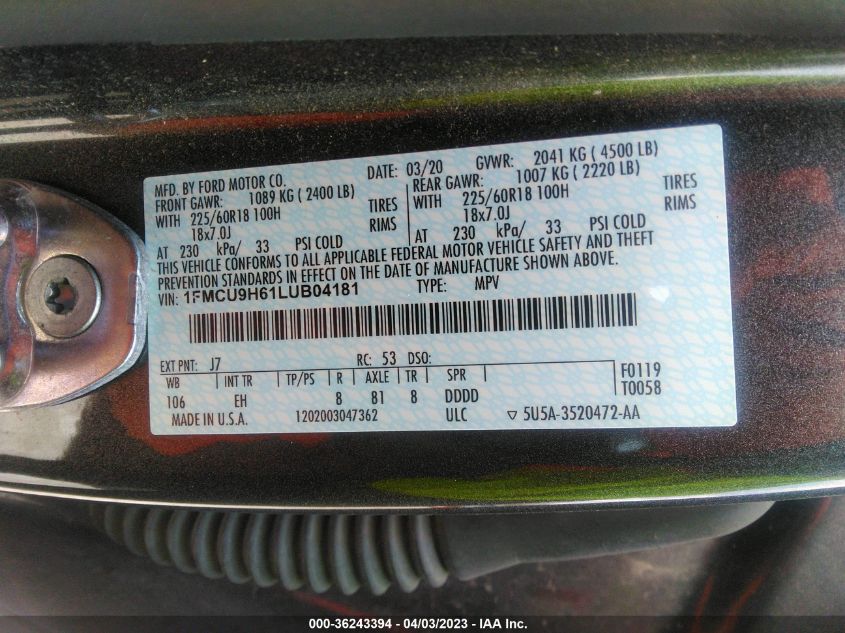 MFD. BY FORD MOTOR CO. DATE: 03/20 GVWR: 2041 KG ( 4500 LB)
FRONT GAWR: 1089 KG ( 2400 LB) REAR GAWR: 1007 KG ( 2220 LB)
WITH 225/60R18 100H TIRES WITH 225/60R18 100H TIRES
18x7.0J RIMS 18x7.0J RIMS
AT 230 kPa/ 33 PSI COLD AT 230 kPa/ 33 PSI COLD
THIS VEHICLE CONFORMS TO ALL APPLICABLE FEDERAL MOTOR VEHICLE SAFETY AND THEFT
PREVENTION STANDARDS IN EFFECT ON THE DATE OF MANUFACTURE SHOWN ABOVE.
VIN: 1FMCU9H61LUB04181 TYPE: MPV
EXT PNT: J7 RC: 53 DSO:
WB INT TR TP/PS R AXLE TR SPR F0119
106 EH 8 81 8 DDDD T0058
MADE IN U.S.A. 1202003047362 ULC ▽ 5U5A-3520472-AA
000-36243394 - 04/03/2023 - IAA Inc.